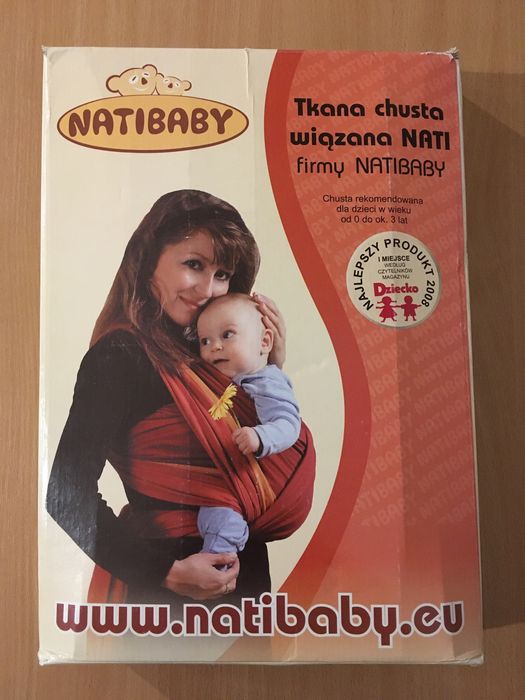 NATIBABY
Tkana chusta
wiązana NATI
firmy NATIBABY
Chusta rekomendowana
dla dzieci w wieku
od 0 do ok. 3 lat
NAJLEPSZY PRODUKT 2008
I MIEJSCE
WEDŁUG
CZYTELNIKÓW
MAGAZYNU
Dziecko
www.natibaby.eu